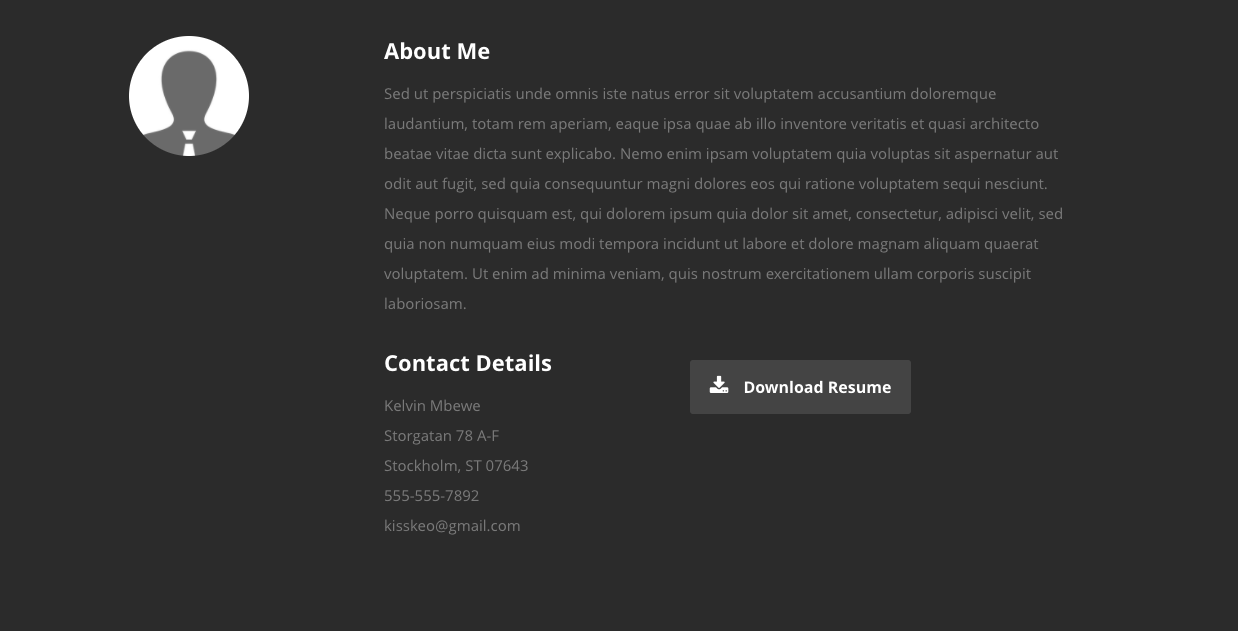 About Me
Sed ut perspiciatis unde omnis iste natus error sit voluptatem accusantium doloremque
laudantium, totam rem aperiam, eaque ipsa quae ab illo inventore veritatis et quasi architecto
beatae vitae dicta sunt explicabo. Nemo enim ipsam voluptatem quia voluptas sit aspernatur aut
odit aut fugit, sed quia consequuntur magni dolores eos qui ratione voluptatem sequi nesciunt.
Neque porro quisquam est, qui dolorem ipsum quia dolor sit amet, consectetur, adipisci velit, sed
quia non numquam eius modi tempora incidunt ut labore et dolore magnam aliquam quaerat
voluptatem. Ut enim ad minima veniam, quis nostrum exercitationem ullam corporis suscipit
laboriosam.
Contact Details
Kelvin Mbewe
Storgatan 78 A-F
Stockholm, ST 07643
555-555-7892
kisskeo@gmail.com
Download Resume